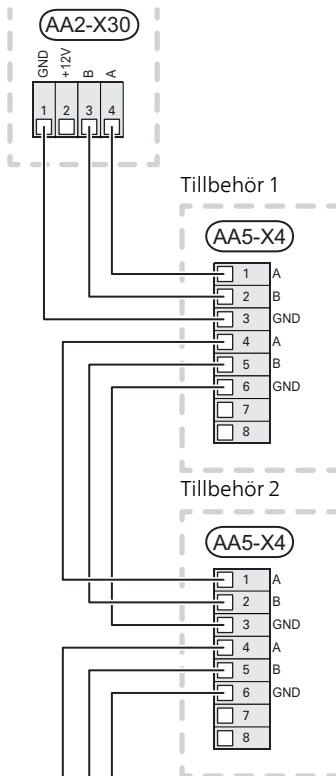 AA2-X30
GND +12V B A
1 2 3 4
Tillbehör 1
AA5-X4
1 A
2 B
3 GND
4 A
5 B
6 GND
7
8
Tillbehör 2
AA5-X4
1 A
2 B
3 GND
4 A
5 B
6 GND
7
8